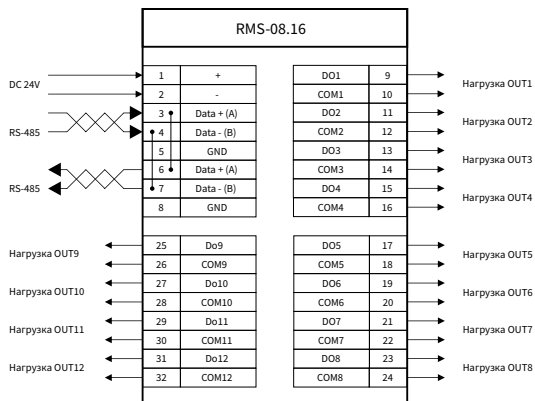 RMS-08.16
DC 24V
RS-485
RS-485
1 +
2 -
3 Data + (A)
4 Data - (B)
5 GND
6 Data + (A)
7 Data - (B)
8 GND
DO1 9
COM1 10
DO2 11
COM2 12
DO3 13
COM3 14
DO4 15
COM4 16
Нагрузка OUT1
Нагрузка OUT2
Нагрузка OUT3
Нагрузка OUT4
Нагрузка OUT9
Нагрузка OUT10
Нагрузка OUT11
Нагрузка OUT12
25 Do9
26 COM9
27 Do10
28 COM10
29 Do11
30 COM11
31 Do12
32 COM12
DO5 17
COM5 18
DO6 19
COM6 20
DO7 21
COM7 22
DO8 23
COM8 24
Нагрузка OUT5
Нагрузка OUT6
Нагрузка OUT7
Нагрузка OUT8